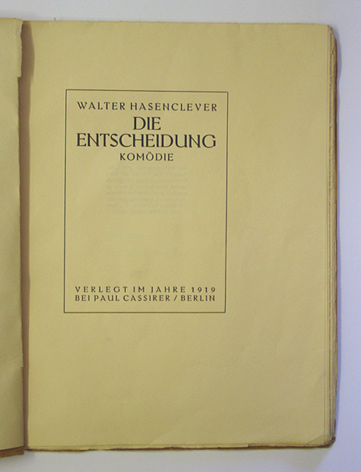 WALTER HASENCLEVER
DIE
ENTSCHEIDUNG
KOMÖDIE
VERLEGT IM JAHRE 1919
BEI PAUL CASSIRER / BERLIN